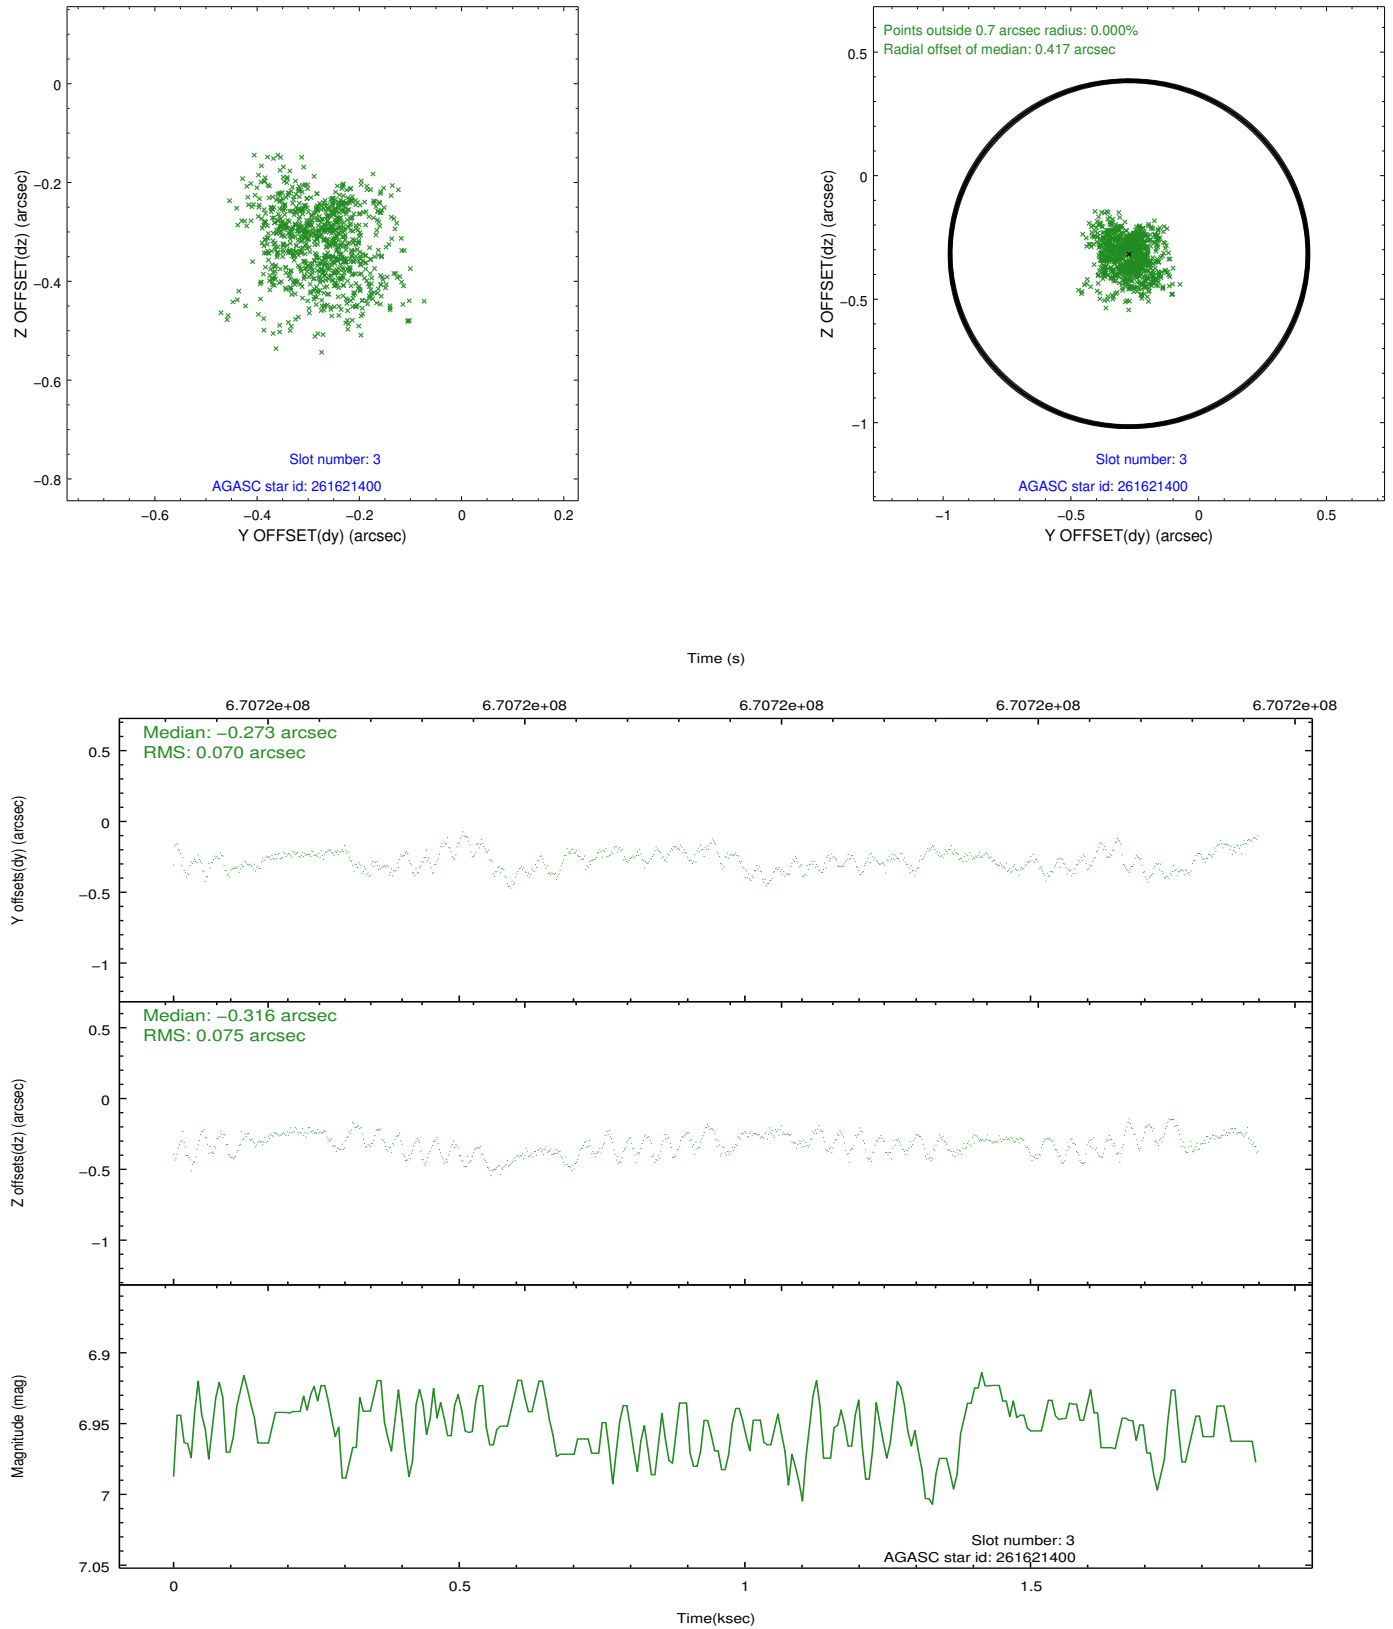 0
−0.2
−0.4
−0.6
−0.8
Z OFFSET(dz) (arcsec)
Slot number: 3
AGASC star id: 261621400
−0.6 −0.4 −0.2 0 0.2
Y OFFSET(dy) (arcsec)
Points outside 0.7 arcsec radius: 0.000%
Radial offset of median: 0.417 arcsec
0.5
0
−0.5
−1
Z OFFSET(dz) (arcsec)
Slot number: 3
AGASC star id: 261621400
−1 −0.5 0 0.5
Y OFFSET(dy) (arcsec)
Time (s)
6.7072e+08 6.7072e+08 6.7072e+08 6.7072e+08 6.7072e+08
Median: −0.273 arcsec
RMS: 0.070 arcsec
0.5
0
−0.5
−1
Y offsets(dy) (arcsec)
Median: −0.316 arcsec
RMS: 0.075 arcsec
0.5
0
−0.5
−1
Z offsets(dz) (arcsec)
6.9
6.95
7
7.05
Magnitude (mag)
Slot number: 3
AGASC star id: 261621400
0 0.5 1 1.5
Time(ksec)